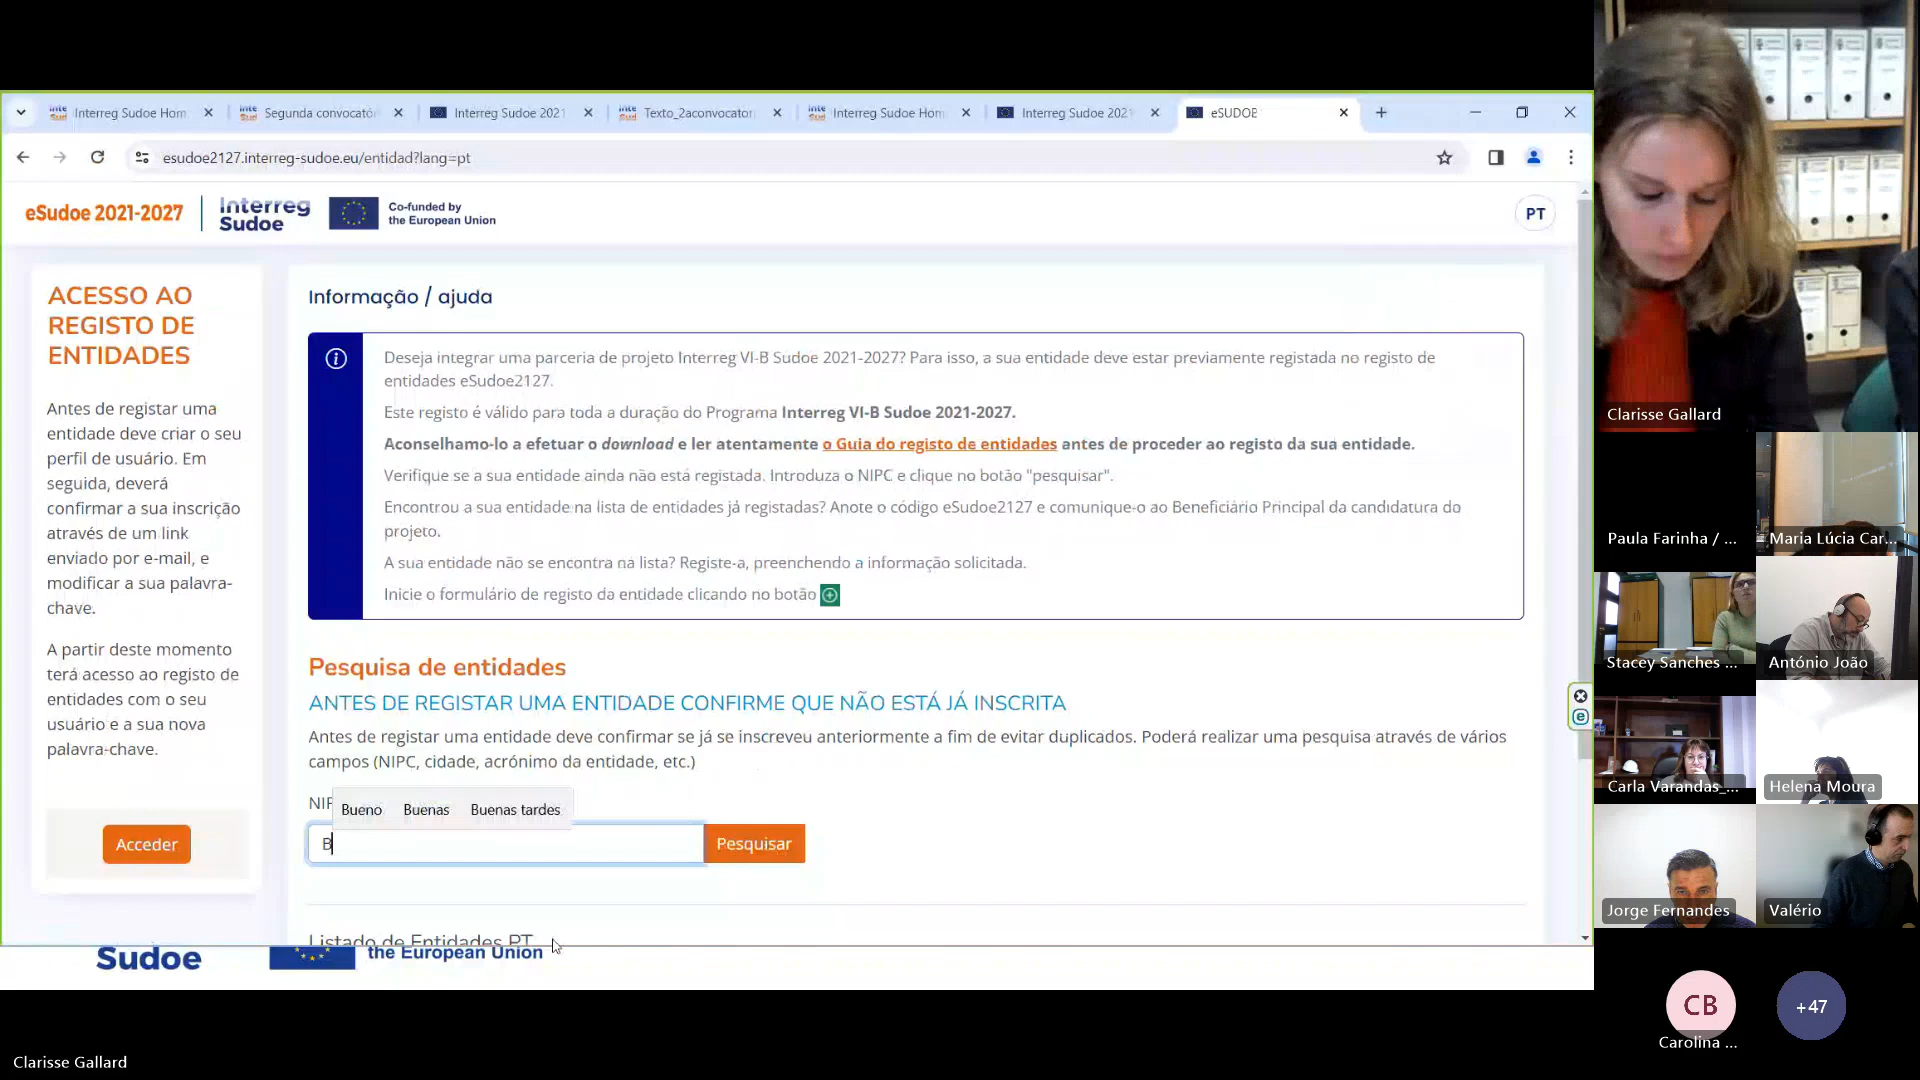 Interreg Sudoe Hom
Segunda convocató
Interreg Sudoe 2021
Texto_2aconvocator
Interreg Sudoe Hom
Interreg Sudoe 2021
eSUDOE
esudoe2127.interreg-sudoe.eu/entidad?lang=pt
eSudoe 2021-2027
Interreg
Sudoe
Co-funded by
the European Union
PT
ACESSO AO
REGISTO DE
ENTIDADES
Antes de registar uma
entidade deve criar o seu
perfil de usuário. Em
seguida, deverá
confirmar a sua inscrição
através de um link
enviado por e-mail, e
modificar a sua palavra-
chave.
A partir deste momento
terá acesso ao registo de
entidades com o seu
usuário e a sua nova
palavra-chave.
Acceder
Informação / ajuda
Deseja integrar uma parceria de projeto Interreg VI-B Sudoe 2021-2027? Para isso, a sua entidade deve estar previamente registada no registo de
entidades eSudoe2127.
Este registo é válido para toda a duração do Programa Interreg VI-B Sudoe 2021-2027.
Aconselhamo-lo a efetuar o download e ler atentamente o Guia do registo de entidades antes de proceder ao registo da sua entidade.
Verifique se a sua entidade ainda não está registada. Introduza o NIPC e clique no botão "pesquisar".
Encontrou a sua entidade na lista de entidades já registadas? Anote o código eSudoe2127 e comunique-o ao Beneficiário Principal da candidatura do
projeto.
A sua entidade não se encontra na lista? Registe-a, preenchendo a informação solicitada.
Inicie o formulário de registo da entidade clicando no botão
Pesquisa de entidades
ANTES DE REGISTAR UMA ENTIDADE CONFIRME QUE NÃO ESTÁ JÁ INSCRITA
Antes de registar uma entidade deve confirmar se já se inscreveu anteriormente a fim de evitar duplicados. Poderá realizar uma pesquisa através de vários
campos (NIPC, cidade, acrónimo da entidade, etc.)
Bueno Buenas Buenas tardes
B
Pesquisar
Listado de Entidades PT
Sudoe
the European Union
Clarisse Gallard
Paula Farinha / ...
Maria Lúcia Car...
Stacey Sanches ...
António João
Carla Varandas_...
Helena Moura
Jorge Fernandes
Valério
CB
+47
Carolina ...
Clarisse Gallard